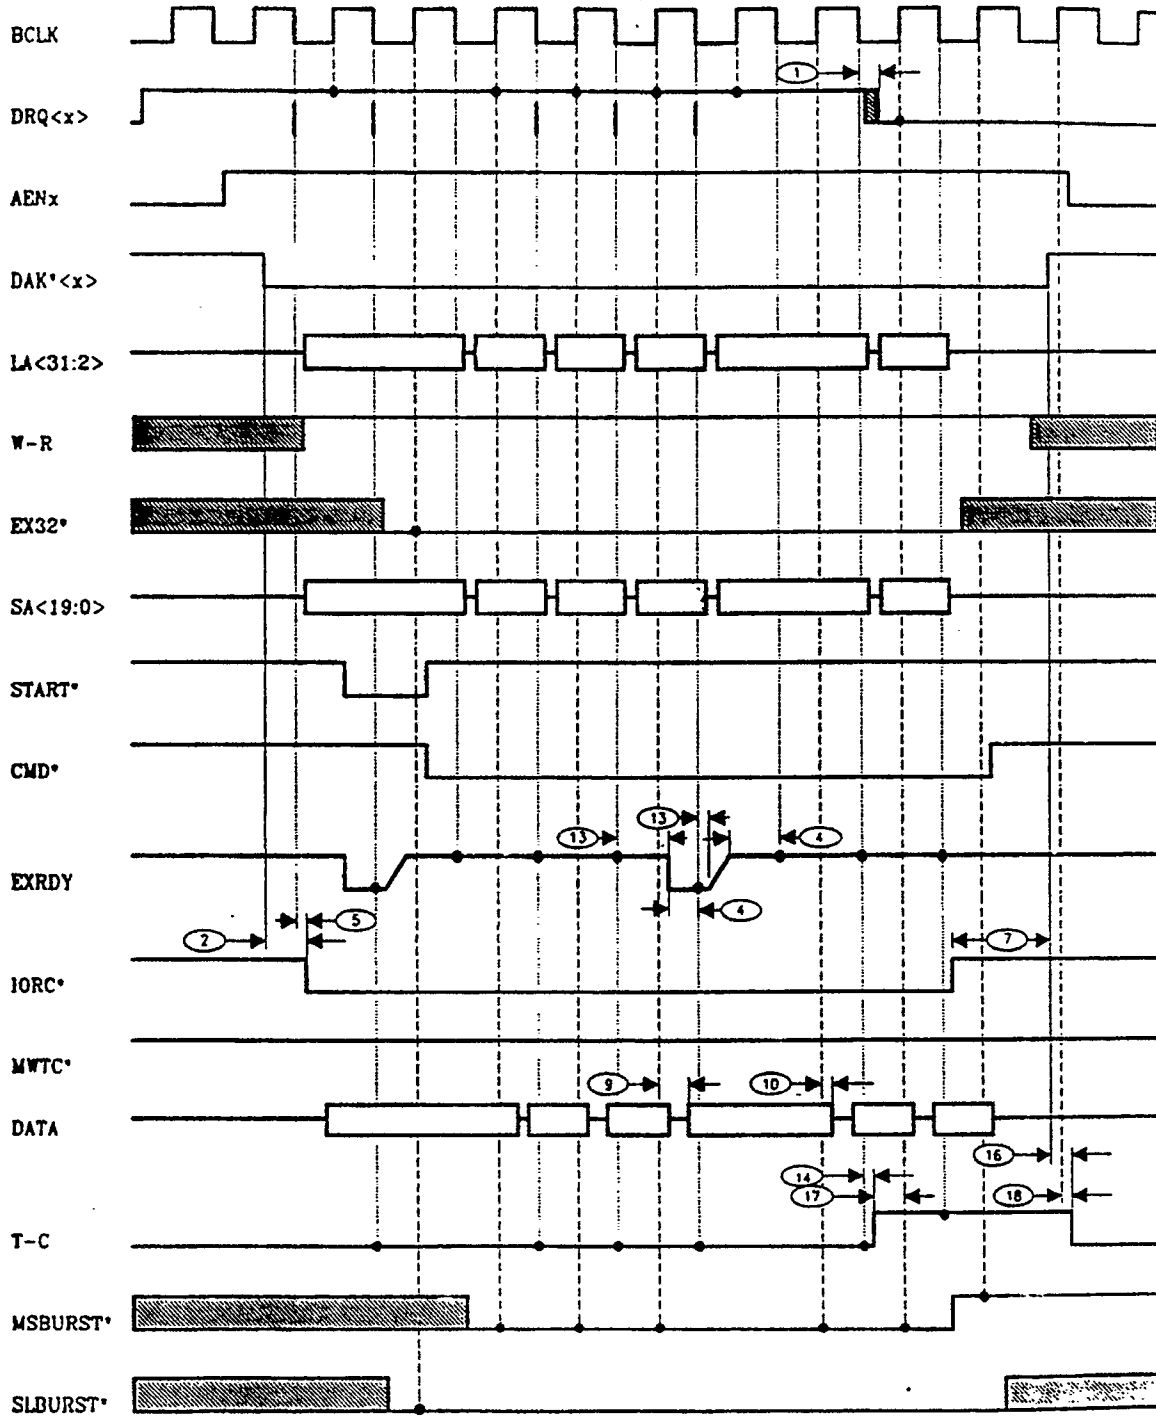 BCLK
1
DRQ<x>
AENx
DAK*<x>
LA<31:2>
W-R
EX32*
SA<19:0>
START*
CMD*
13
13
4
EXRDY
4
5
2
7
IORC*
MWTC*
9
10
DATA
16
14
17
18
T-C
MSBURST*
SLBURST*